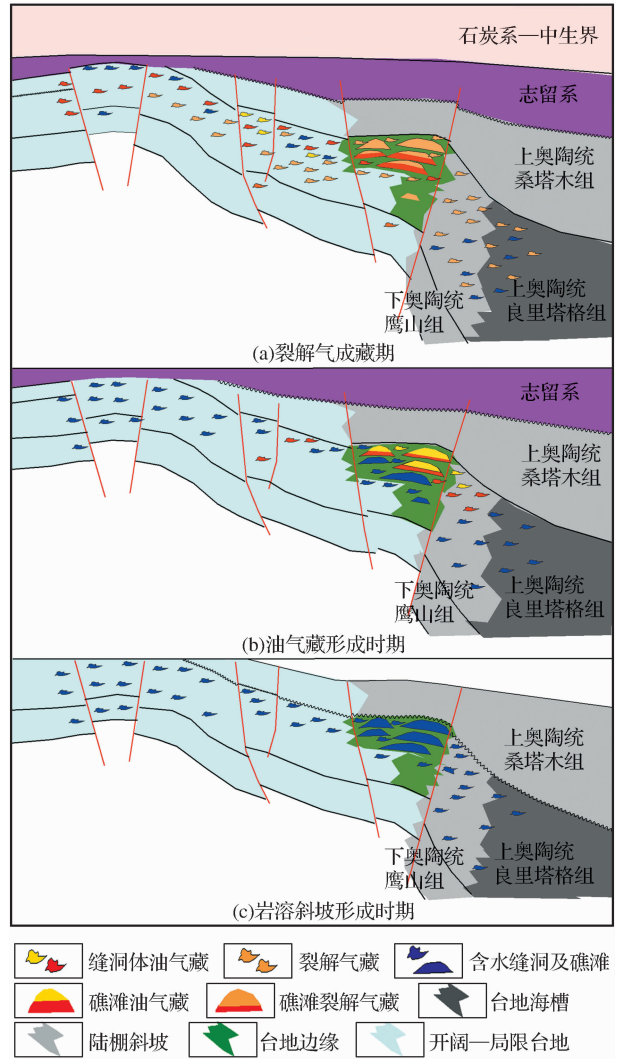 石炭系—中生界
志留系
上奥陶统
桑塔木组
上奥陶统
良里塔格组
下奥陶统
鹰山组
(a)裂解气成藏期
志留系
上奥陶统
桑塔木组
上奥陶统
良里塔格组
下奥陶统
鹰山组
(b)油气藏形成时期
上奥陶统
桑塔木组
下奥陶统
鹰山组
上奥陶统
良里塔格组
(c)岩溶斜坡形成时期
缝洞体油气藏
裂解气藏
含水缝洞及礁滩
礁滩油气藏
礁滩裂解气藏
台地海槽
陆棚斜坡
台地边缘
开阔—局限台地